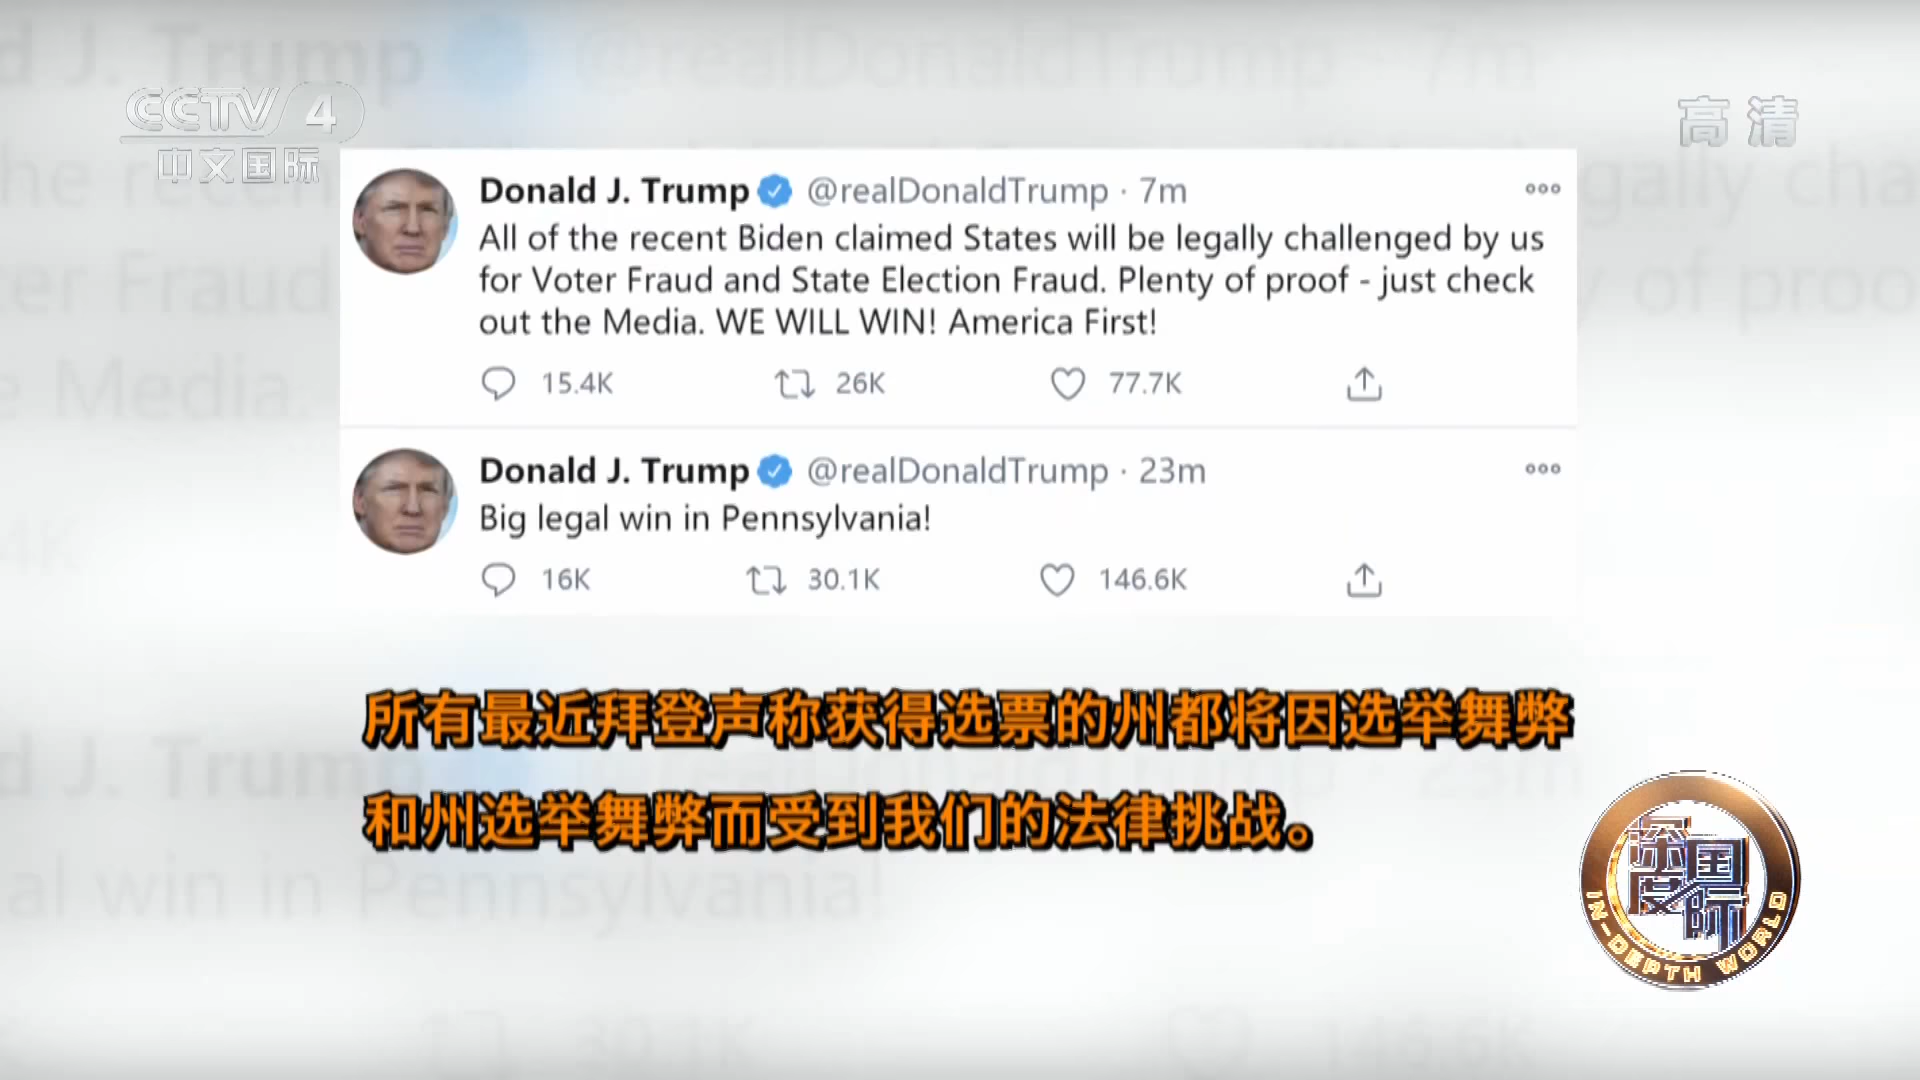 CCTV 4
中文国际
高清
Donald J. Trump @realDonaldTrump · 7m
All of the recent Biden claimed States will be legally challenged by us
for Voter Fraud and State Election Fraud. Plenty of proof - just check
out the Media. WE WILL WIN! America First!
15.4K 26K 77.7K
Donald J. Trump @realDonaldTrump · 23m
Big legal win in Pennsylvania!
16K 30.1K 146.6K
所有最近拜登声称获得选票的州都将因选举舞弊
和州选举舞弊而受到我们的法律挑战。
深度国际
IN-DEPTH WORLD